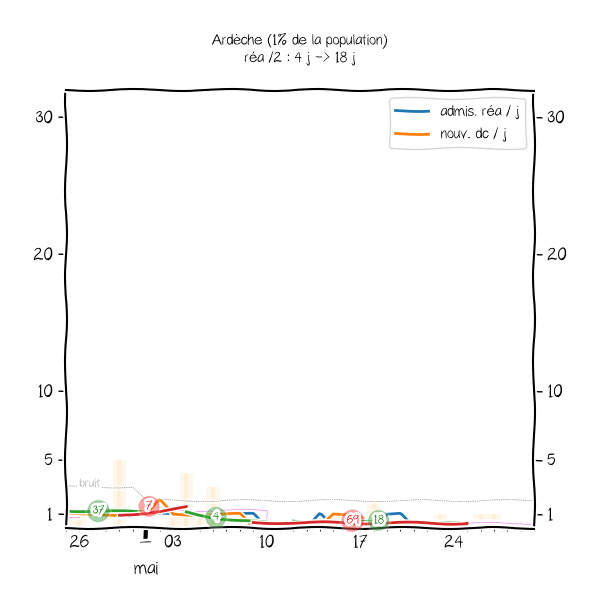 Ardèche (1% de la population)
réa /2 : 4 j -> 18 j
admis. réa / j
nouv. dc / j
30 30
20 20
10 10
5 5
... bruit
37 7 4 69 18
1 1
26 03 10 17 24
mai